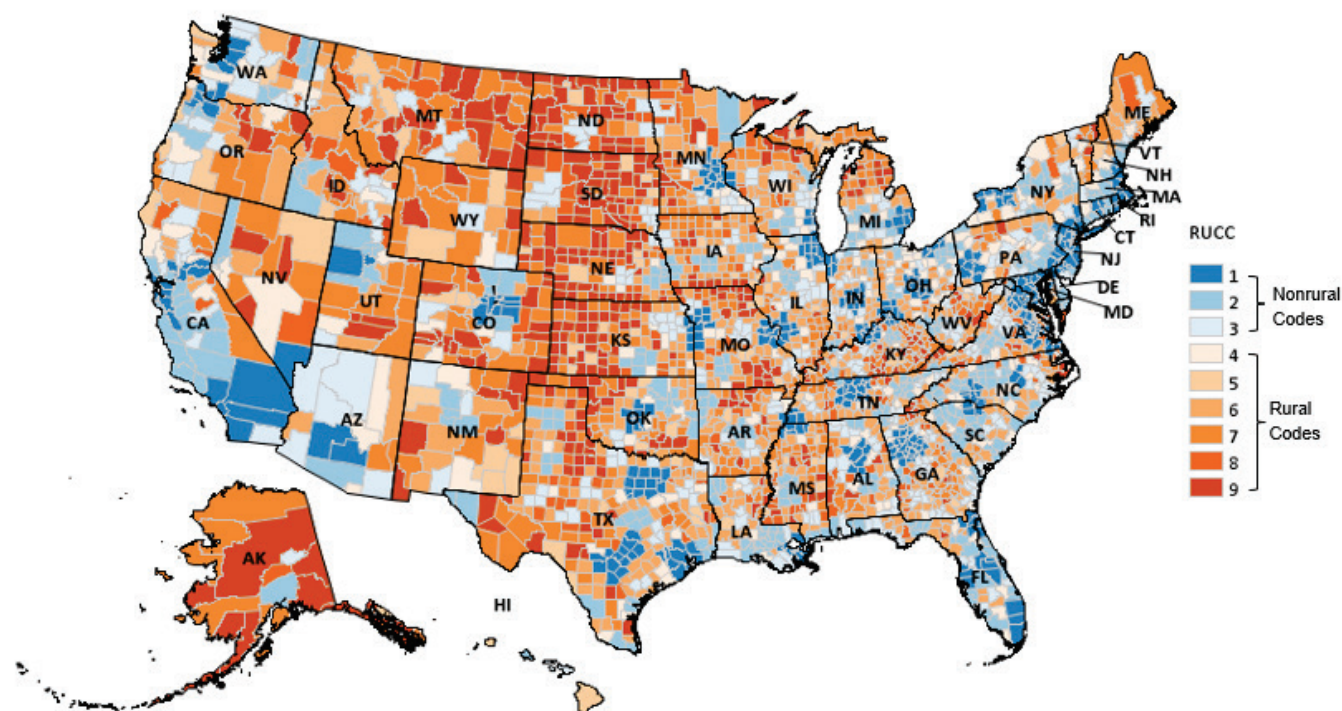 WA
OR
CA
ID
NV
MT
WY
UT
AZ
CO
NM
ND
SD
NE
KS
OK
TX
MN
IA
MO
AR
LA
WI
IL
MS
MI
IN
OH
KY
TN
AL
GA
FL
SC
NC
VA
WV
PA
NY
ME
VT
NH
MA
RI
CT
NJ
DE
MD
AK
HI
RUCC
1
2
3
Nonrural
Codes
4
5
6
7
8
9
Rural
Codes